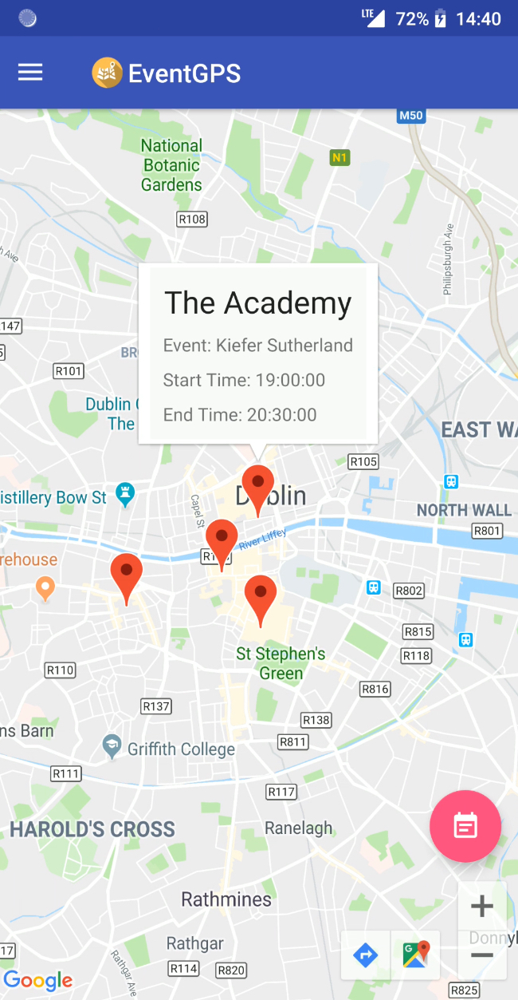 LTE 72% 14:40
EventGPS
M50
National
Botanic
Gardens
N1
R108
Philipsburgh Ave
h Ave
The Academy
147
Event: Kiefer Sutherland
BR
R101
Start Time: 19:00:00
Dublin
The
End Time: 20:30:00
EAST WA
R105
istillery Bow St
Capel St
Dublin
NORTH WALL
R801
River Liffey
rehouse
R802
R815
St Stephen's
Green
R118
R110
R816
R137
R138
ns Barn
R811
Griffith College
R111
R117
HAROLD'S CROSS
Ranelagh
Rathmines
Rathgar
Donnyl
17
Rathgar Ave
R114
R820
G
Google
R825